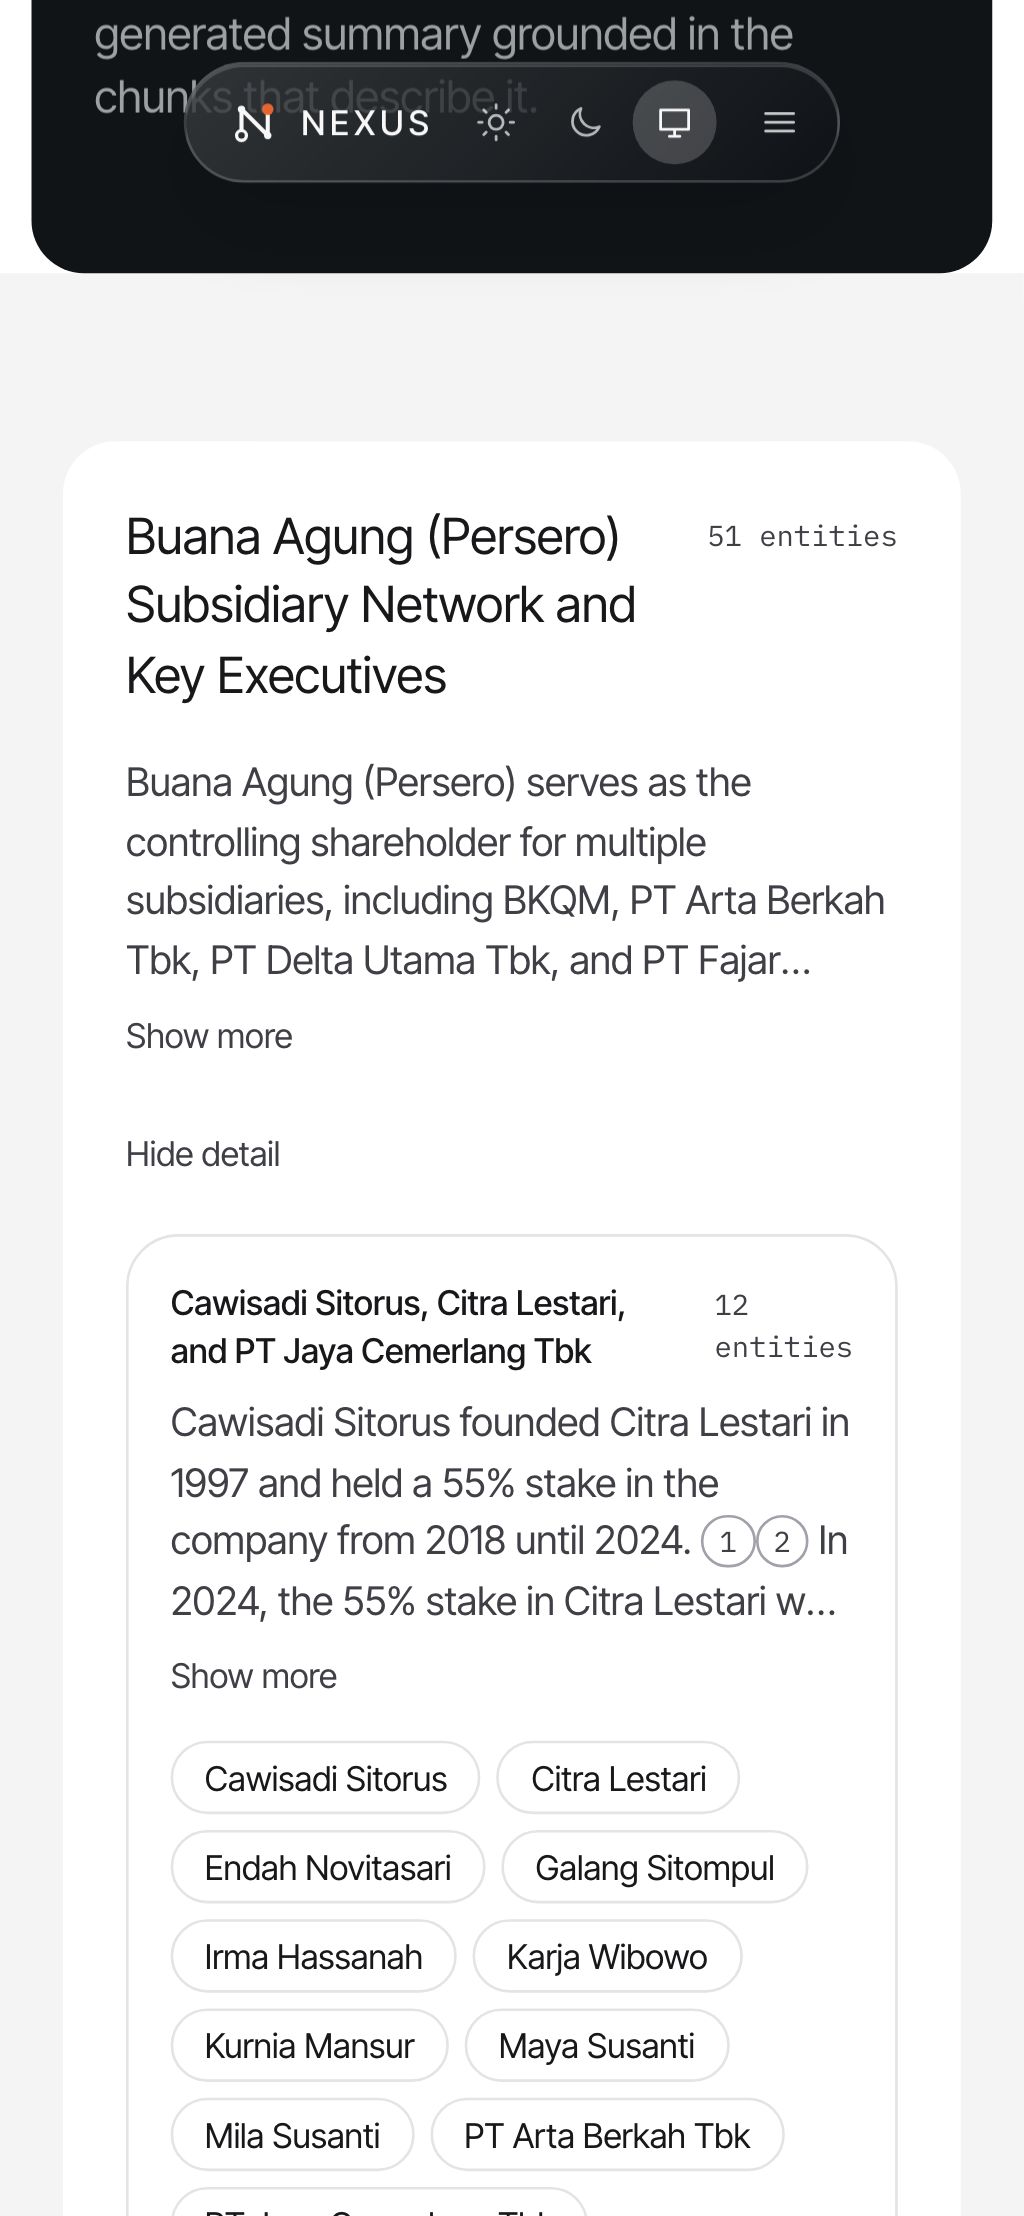 generated summary grounded in the
chunks that describe it.
NEXUS
Buana Agung (Persero)
Subsidiary Network and
Key Executives
51 entities
Buana Agung (Persero) serves as the
controlling shareholder for multiple
subsidiaries, including BKQM, PT Arta Berkah
Tbk, PT Delta Utama Tbk, and PT Fajar...
Show more
Hide detail
Cawisadi Sitorus, Citra Lestari,
and PT Jaya Cemerlang Tbk
12
entities
Cawisadi Sitorus founded Citra Lestari in
1997 and held a 55% stake in the
company from 2018 until 2024. 1 2 In
2024, the 55% stake in Citra Lestari w...
Show more
Cawisadi Sitorus
Citra Lestari
Endah Novitasari
Galang Sitompul
Irma Hassanah
Karja Wibowo
Kurnia Mansur
Maya Susanti
Mila Susanti
PT Arta Berkah Tbk